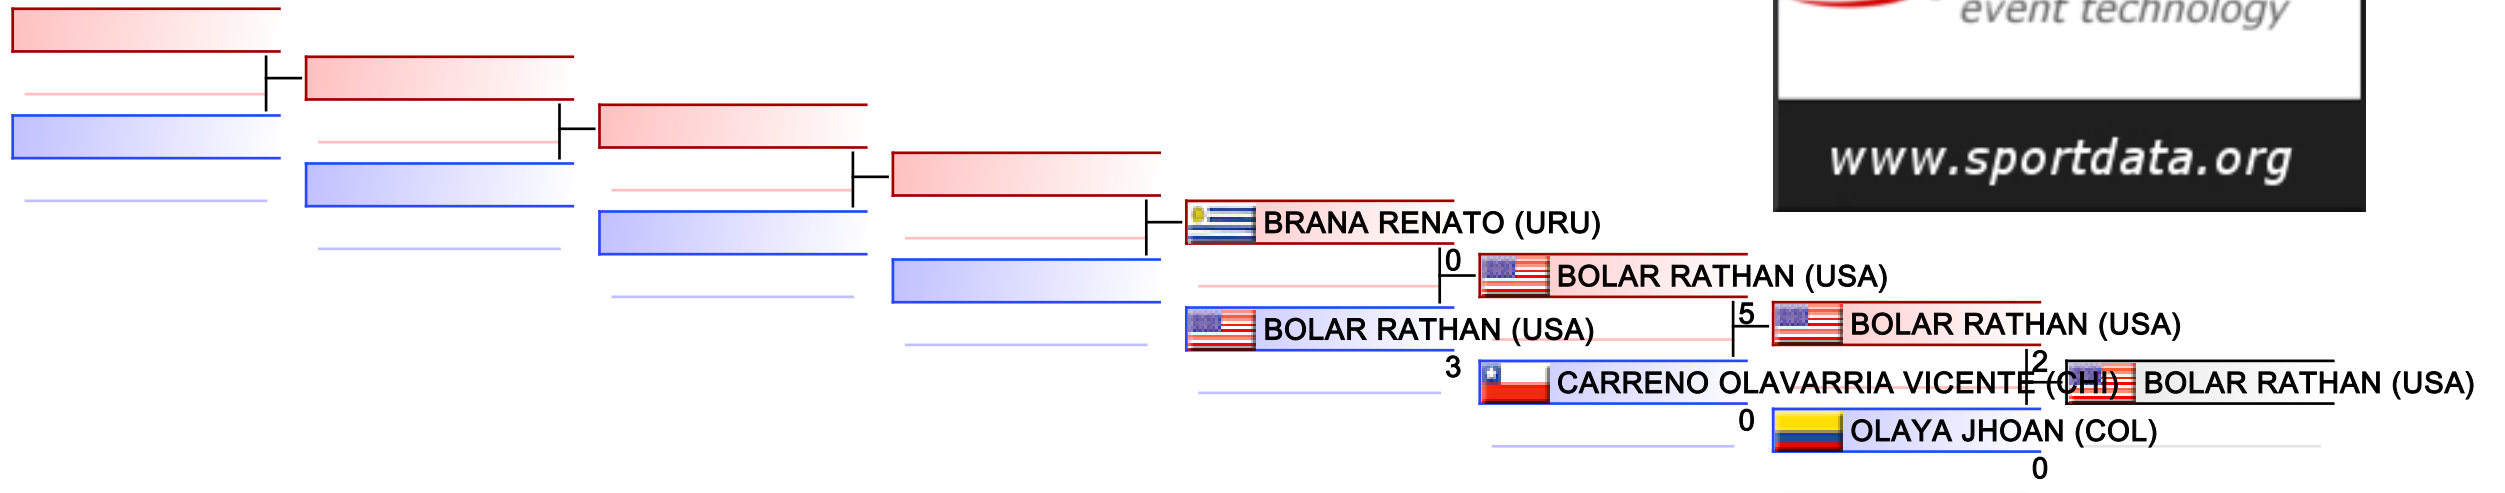 event technology
www.sportdata.org
BRANA RENATO (URU)
0
BOLAR RATHAN (USA)
5
BOLAR RATHAN (USA)
BOLAR RATHAN (USA)
3
2
CARRENO OLAVARRIA VICENTE (CHI)
BOLAR RATHAN (USA)
0
OLAYA JHOAN (COL)
0